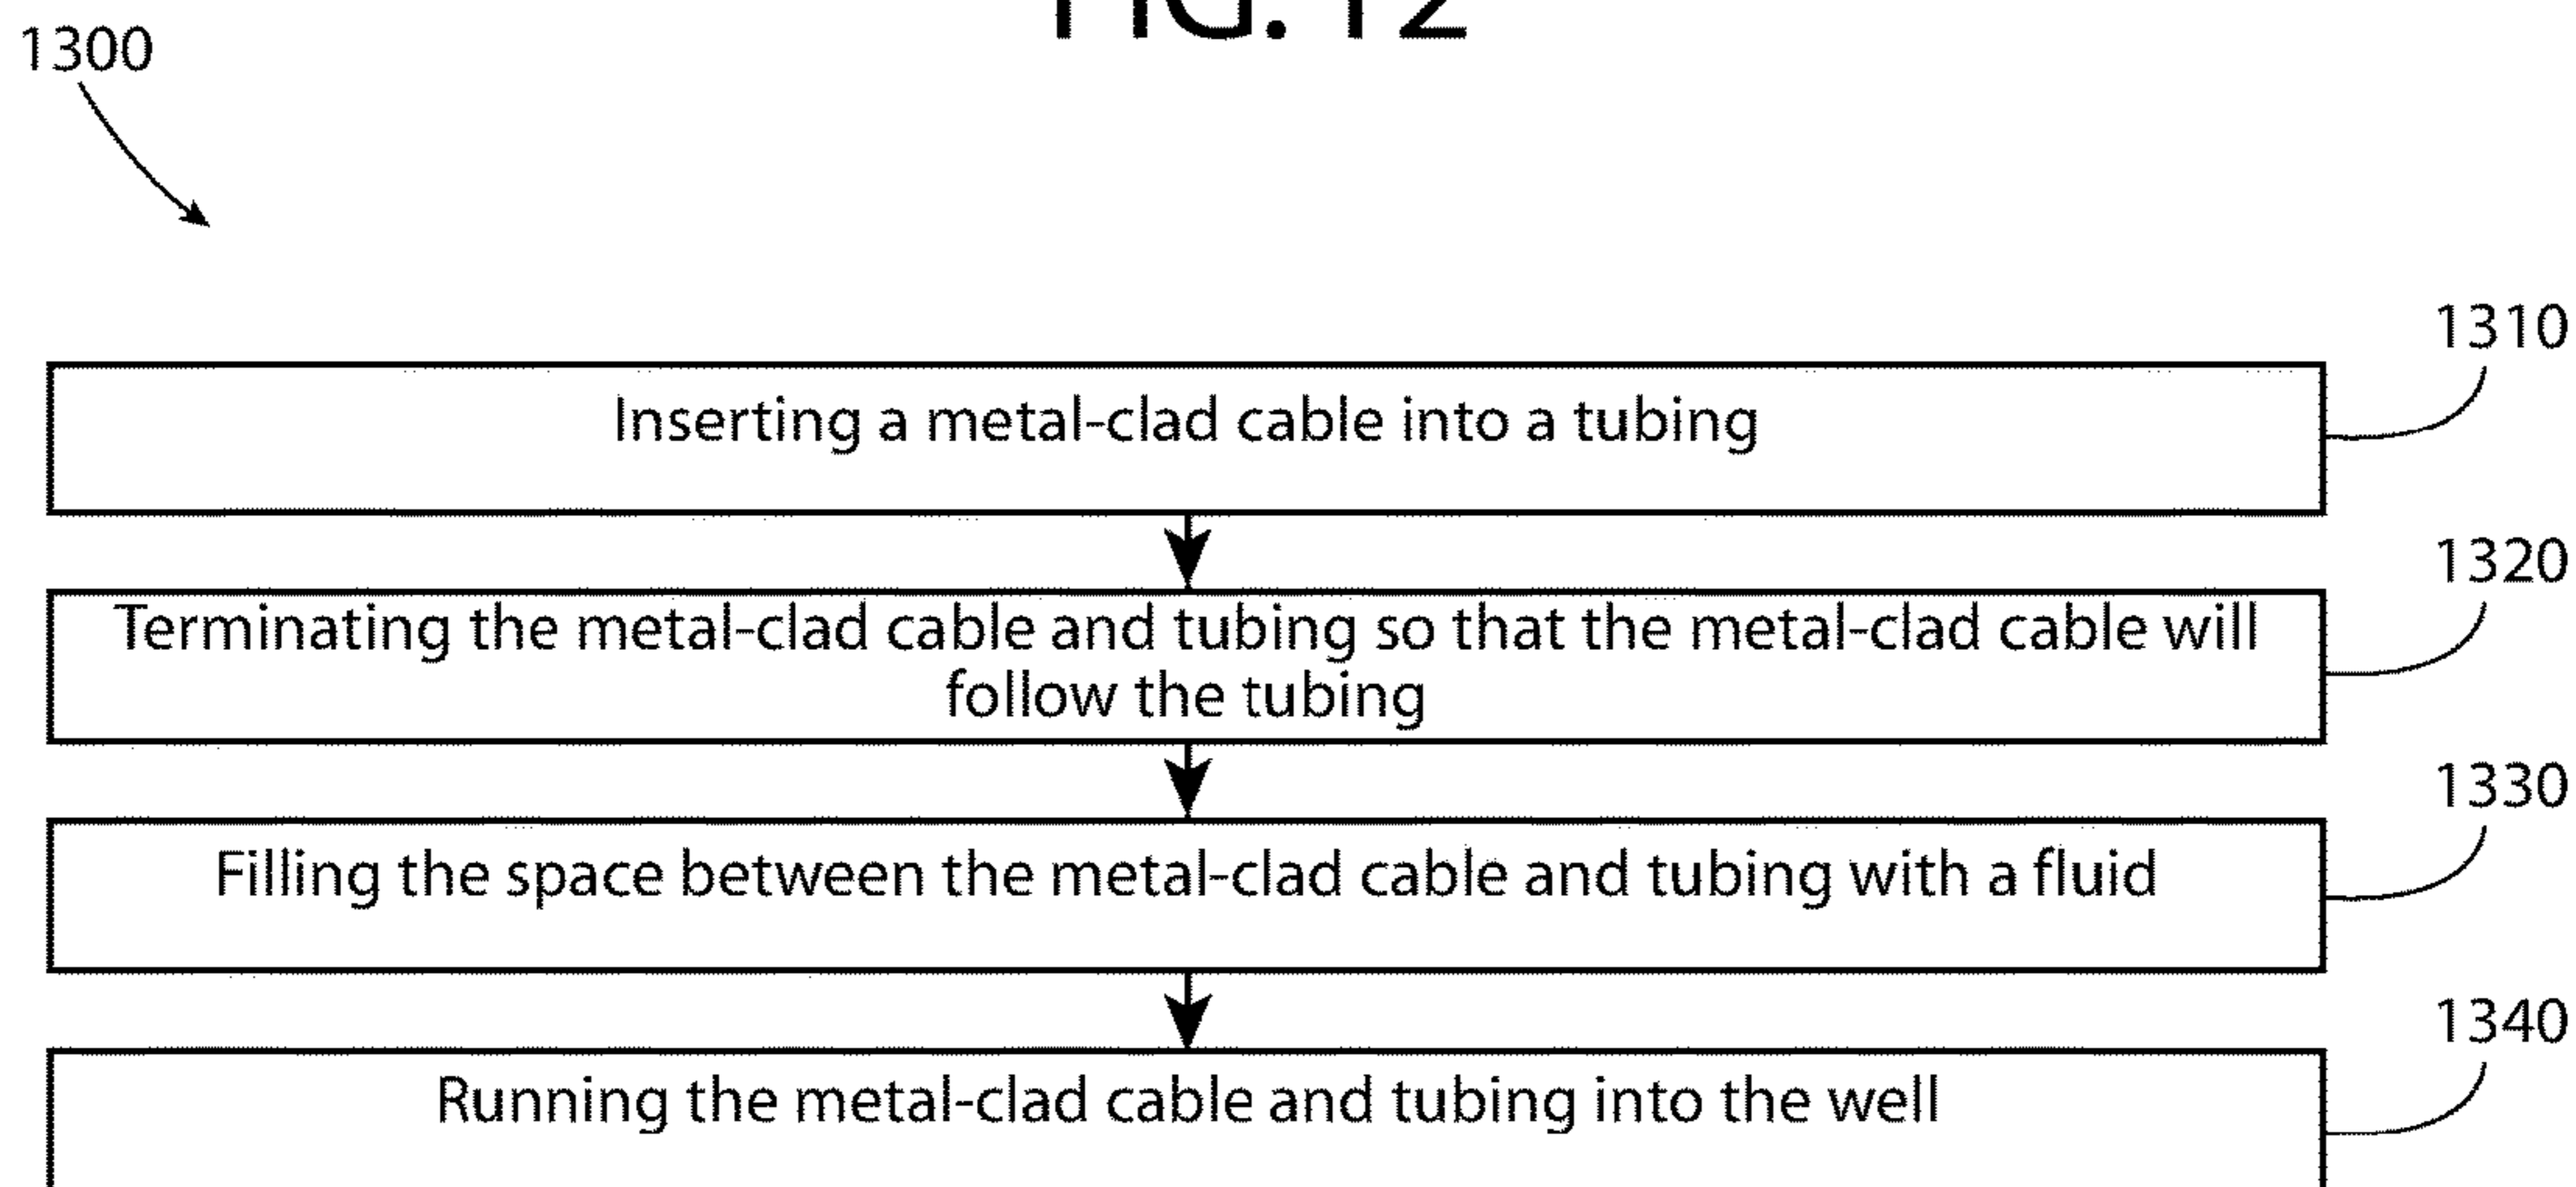 FIG. 12
1300
1310
Inserting a metal-clad cable into a tubing
1320
Terminating the metal-clad cable and tubing so that the metal-clad cable will
follow the tubing
1330
Filling the space between the metal-clad cable and tubing with a fluid
1340
Running the metal-clad cable and tubing into the well